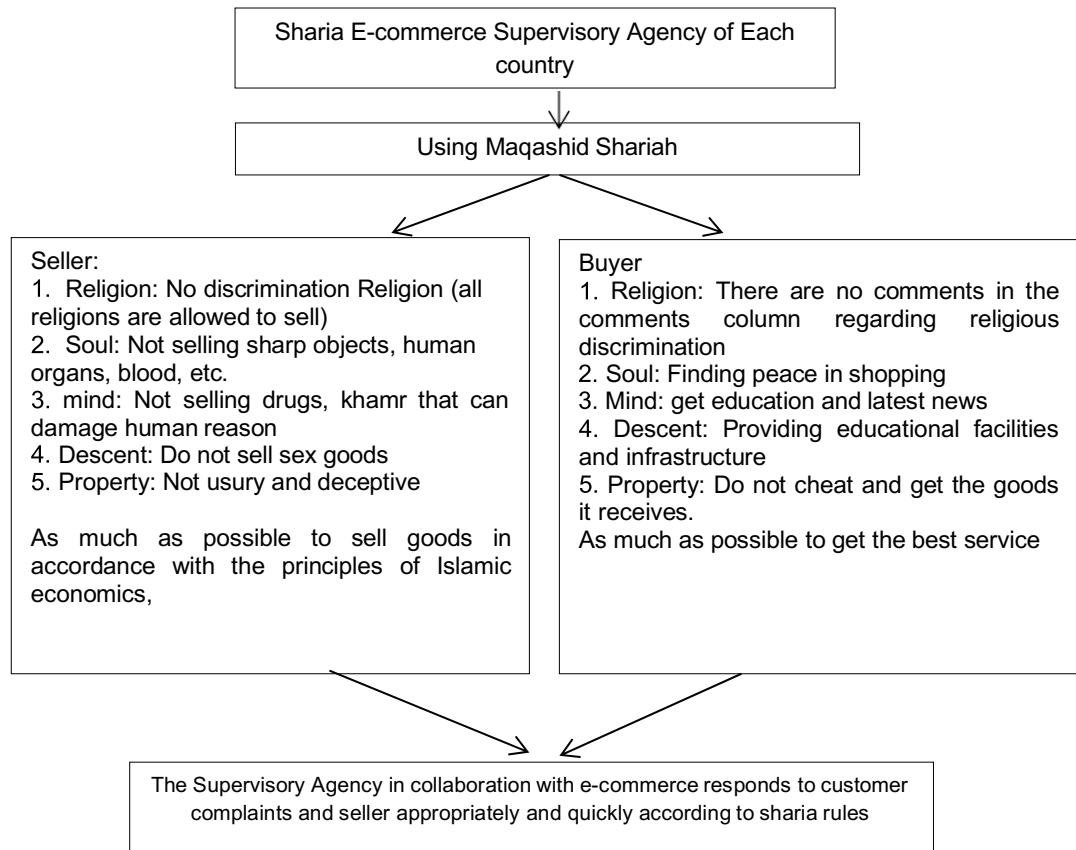 Sharia E-commerce Supervisory Agency of Each
country
Using Maqashid Shariah
Seller:
1. Religion: No discrimination Religion (all
religions are allowed to sell)
2. Soul: Not selling sharp objects, human
organs, blood, etc.
3. mind: Not selling drugs, khamr that can
damage human reason
4. Descent: Do not sell sex goods
5. Property: Not usury and deceptive
As much as possible to sell goods in
accordance with the principles of Islamic
economics,
Buyer
1. Religion: There are no comments in the
comments column regarding religious
discrimination
2. Soul: Finding peace in shopping
3. Mind: get education and latest news
4. Descent: Providing educational facilities
and infrastructure
5. Property: Do not cheat and get the goods
it receives.
As much as possible to get the best service
The Supervisory Agency in collaboration with e-commerce responds to customer
complaints and seller appropriately and quickly according to sharia rules